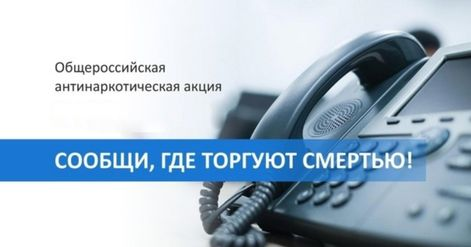 Общероссийская
антинаркотическая акция
СООБЩИ, ГДЕ ТОРГУЮТ СМЕРТЬЮ!